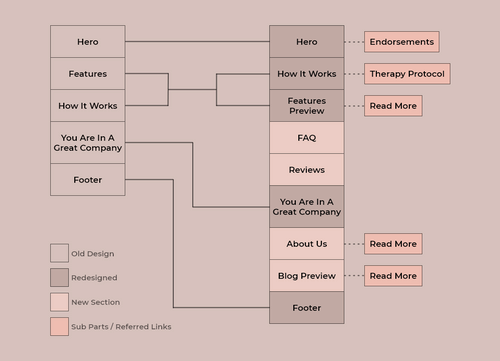 Hero
Features
How It Works
You Are In A
Great Company
Footer
Hero
How It Works
Features
Preview
FAQ
Reviews
You Are In A
Great Company
About Us
Blog Preview
Footer
Endorsements
Therapy Protocol
Read More
Read More
Read More
Old Design
Redesigned
New Section
Sub Parts / Referred Links